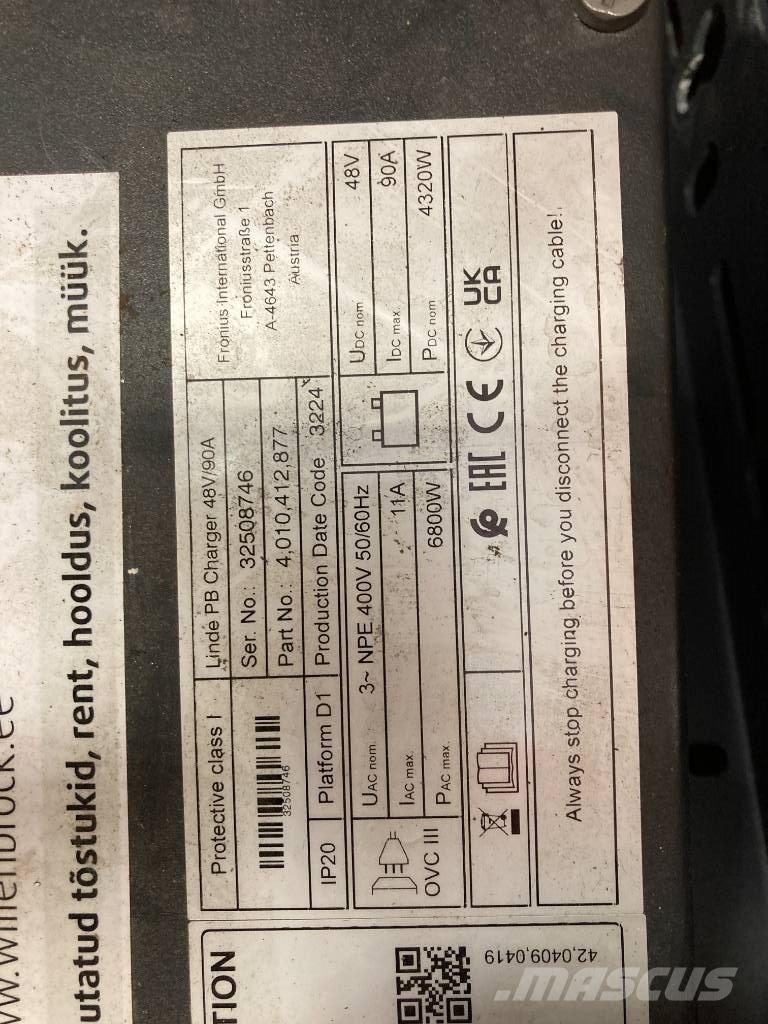 utatud tõstukid, rent, hooldus, koolitus, müük.
Protective class I
Linde PB Charger 48V/90A
Fronius International GmbH
Froniusstraße 1
A-4643 Pettenbach
Austria
32508746
Ser. No.: 32508746
Part No.: 4,010,412,877
IP20
Platform D1
Production Date Code 3224
OVC III
UAC nom. 3~ NPE 400V 50/60Hz
IAC max. 11A
PAC max. 6800W
UDC nom 48V
IDC max. 90A
PDC nom 4320W
EAC CE UK CA
Always stop charging before you disconnect the charging cable!
TION
42,0409,0419
MASCUS